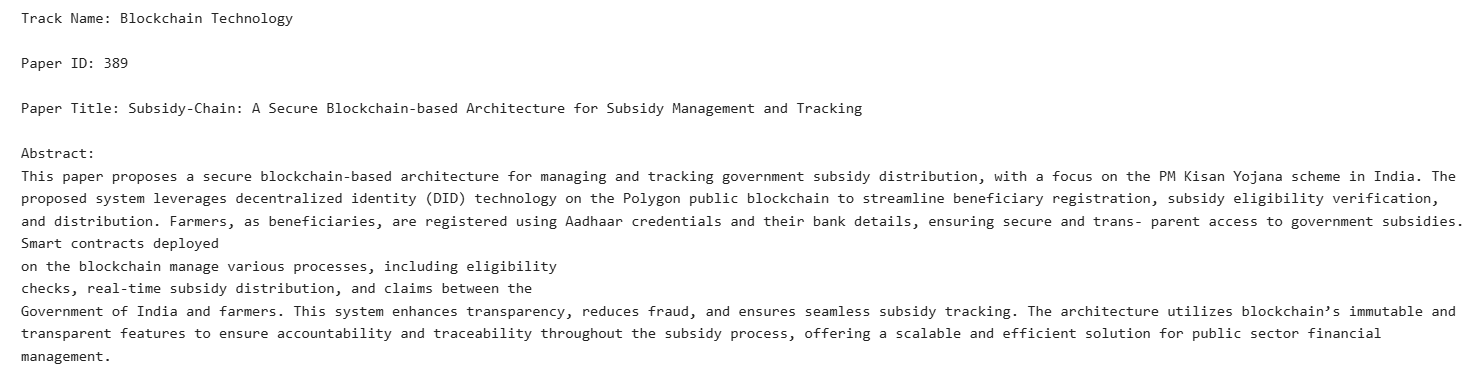 Track Name: Blockchain Technology
Paper ID: 389
Paper Title: Subsidy-Chain: A Secure Blockchain-based Architecture for Subsidy Management and Tracking
Abstract:
This paper proposes a secure blockchain-based architecture for managing and tracking government subsidy distribution, with a focus on the PM Kisan Yojana scheme in India. The
proposed system leverages decentralized identity (DID) technology on the Polygon public blockchain to streamline beneficiary registration, subsidy eligibility verification,
and distribution. Farmers, as beneficiaries, are registered using Aadhaar credentials and their bank details, ensuring secure and trans- parent access to government subsidies.
Smart contracts deployed
on the blockchain manage various processes, including eligibility
checks, real-time subsidy distribution, and claims between the
Government of India and farmers. This system enhances transparency, reduces fraud, and ensures seamless subsidy tracking. The architecture utilizes blockchain’s immutable and
transparent features to ensure accountability and traceability throughout the subsidy process, offering a scalable and efficient solution for public sector financial
management.